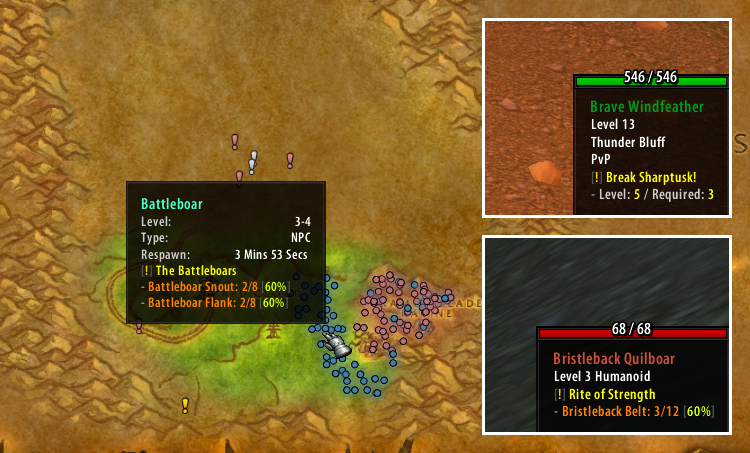 Battleboar
Level: 3-4
Type: NPC
Respawn: 3 Mins 53 Secs
[!] The Battleboars
- Battleboar Snout: 2/8 [60%]
- Battleboar Flank: 2/8 [60%]
546 / 546
Brave Windfeather
Level 13
Thunder Bluff
PvP
[!] Break Sharptusk!
- Level: 5 / Required: 3
68 / 68
Bristleback Quilboar
Level 3 Humanoid
[!] Rite of Strength
- Bristleback Belt: 3/12 [60%]